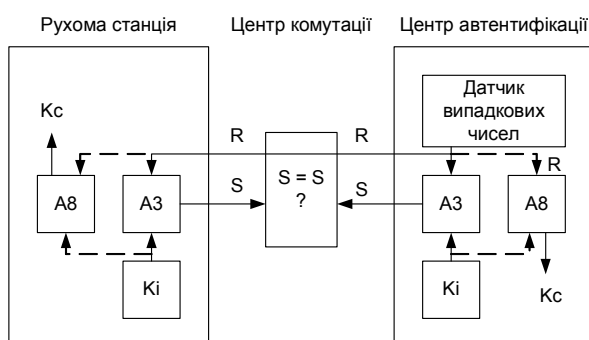 Рухома станція
Центр комутації
Центр автентифікації
Датчик
випадкових
чисел
Kc
R
R
S = S
?
R
A8
A3
S
S
A3
A8
Ki
Ki
Kc